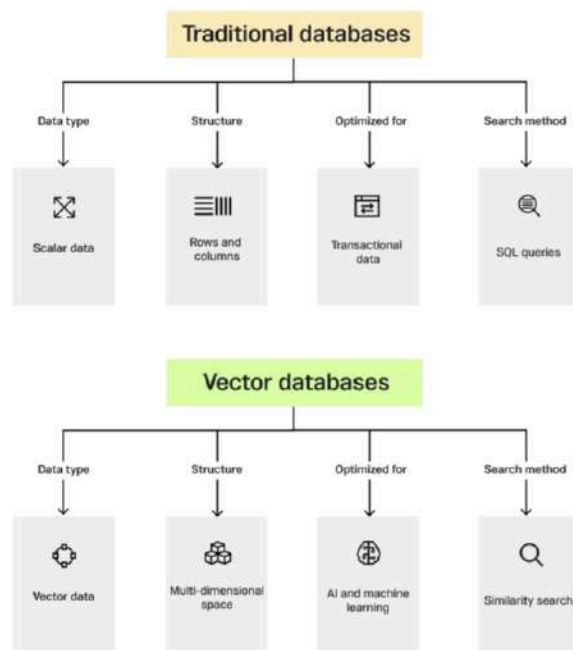 Traditional databases
Data type
Structure
Optimized for
Search method
Scalar data
Rows and
columns
Transactional
data
SQL queries
Vector databases
Data type
Structure
Optimized for
Search method
Vector data
Multi-dimensional
space
AI and machine
learning
Similarity search